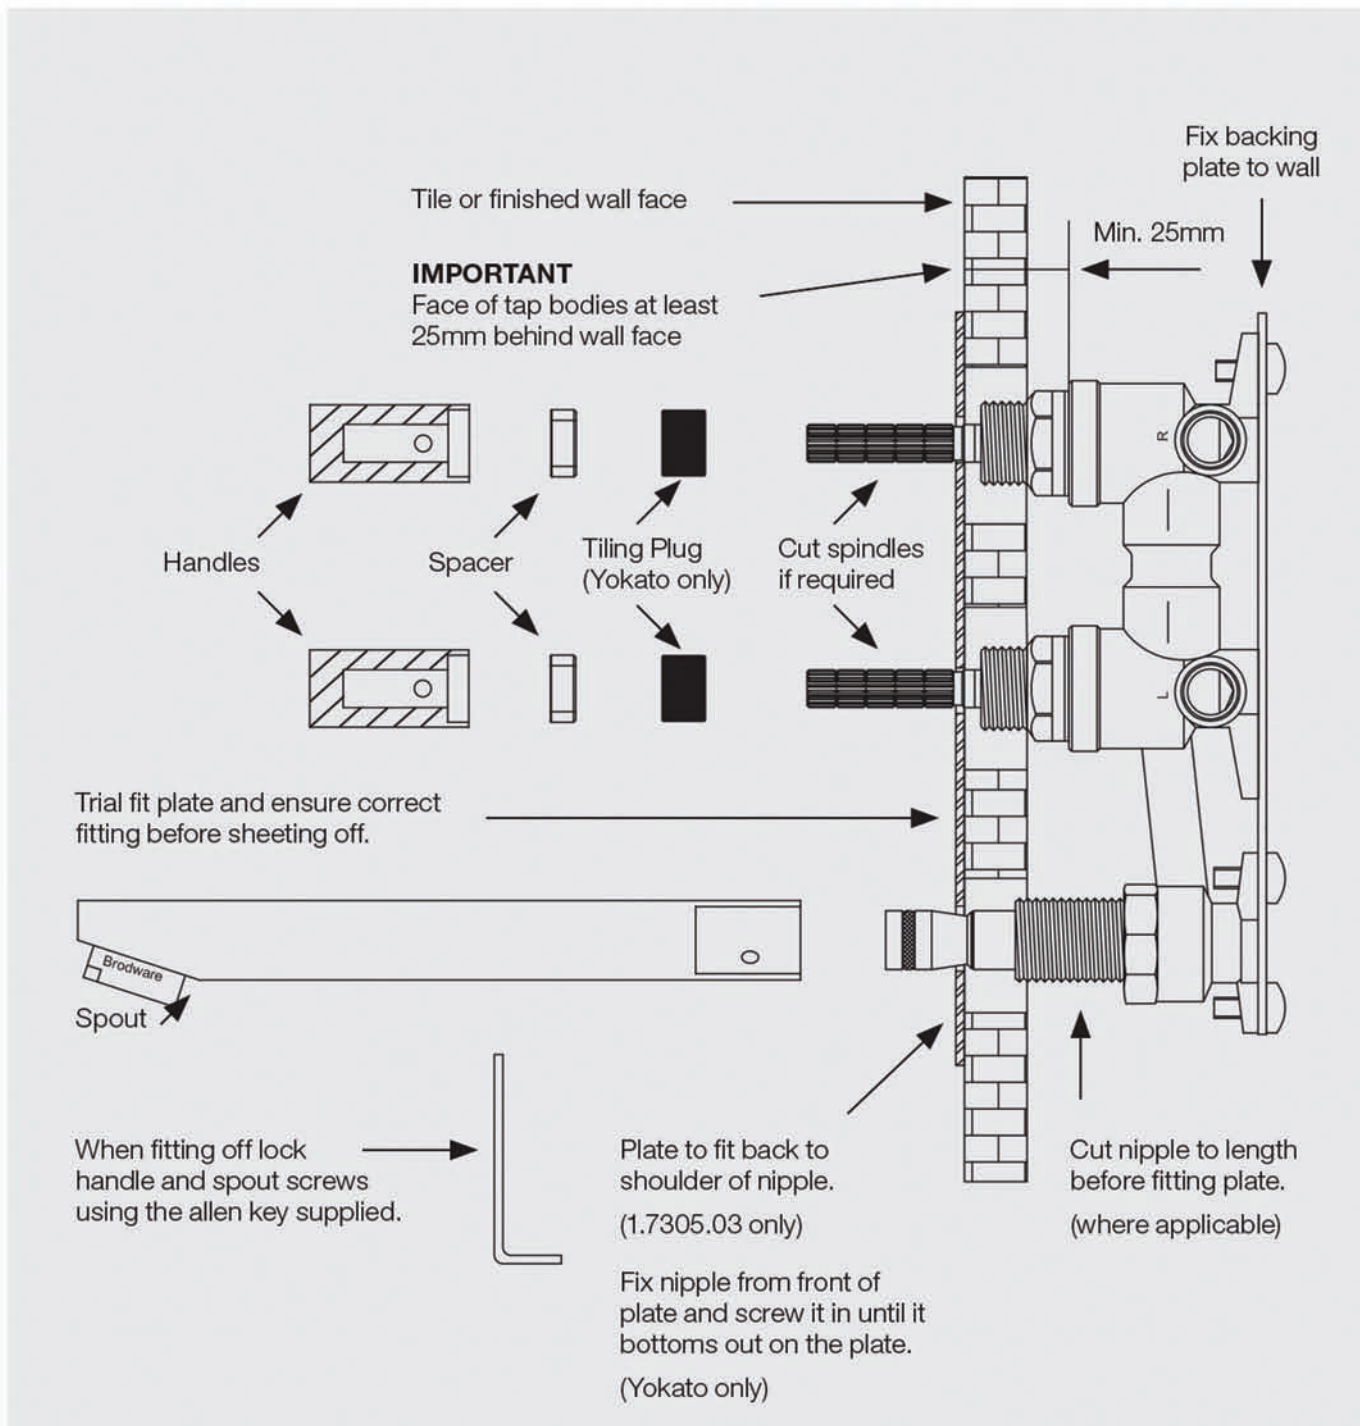 Fix backing
plate to wall
Tile or finished wall face
Min. 25mm
IMPORTANT
Face of tap bodies at least
25mm behind wall face
R
Handles
Spacer
Tiling Plug
(Yokato only)
Cut spindles
if required
L
Trial fit plate and ensure correct
fitting before sheeting off.
Brodware
Spout
When fitting off lock
handle and spout screws
using the allen key supplied.
Plate to fit back to
shoulder of nipple.
(1.7305.03 only)
Fix nipple from front of
plate and screw it in until it
bottoms out on the plate.
(Yokato only)
Cut nipple to length
before fitting plate.
(where applicable)